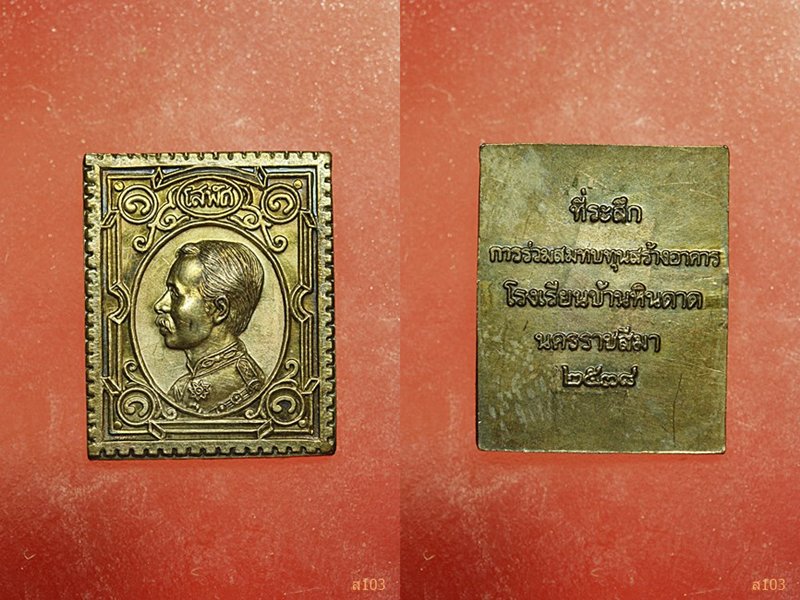 โสฬศ
๑ ๑
๑ ๑
ที่ระลึก
การร่วมสมทบทุนสร้างอาคาร
โรงเรียนบ้านหินดาด
นครราชสีมา
๒๕๓๘
ส103
ส103